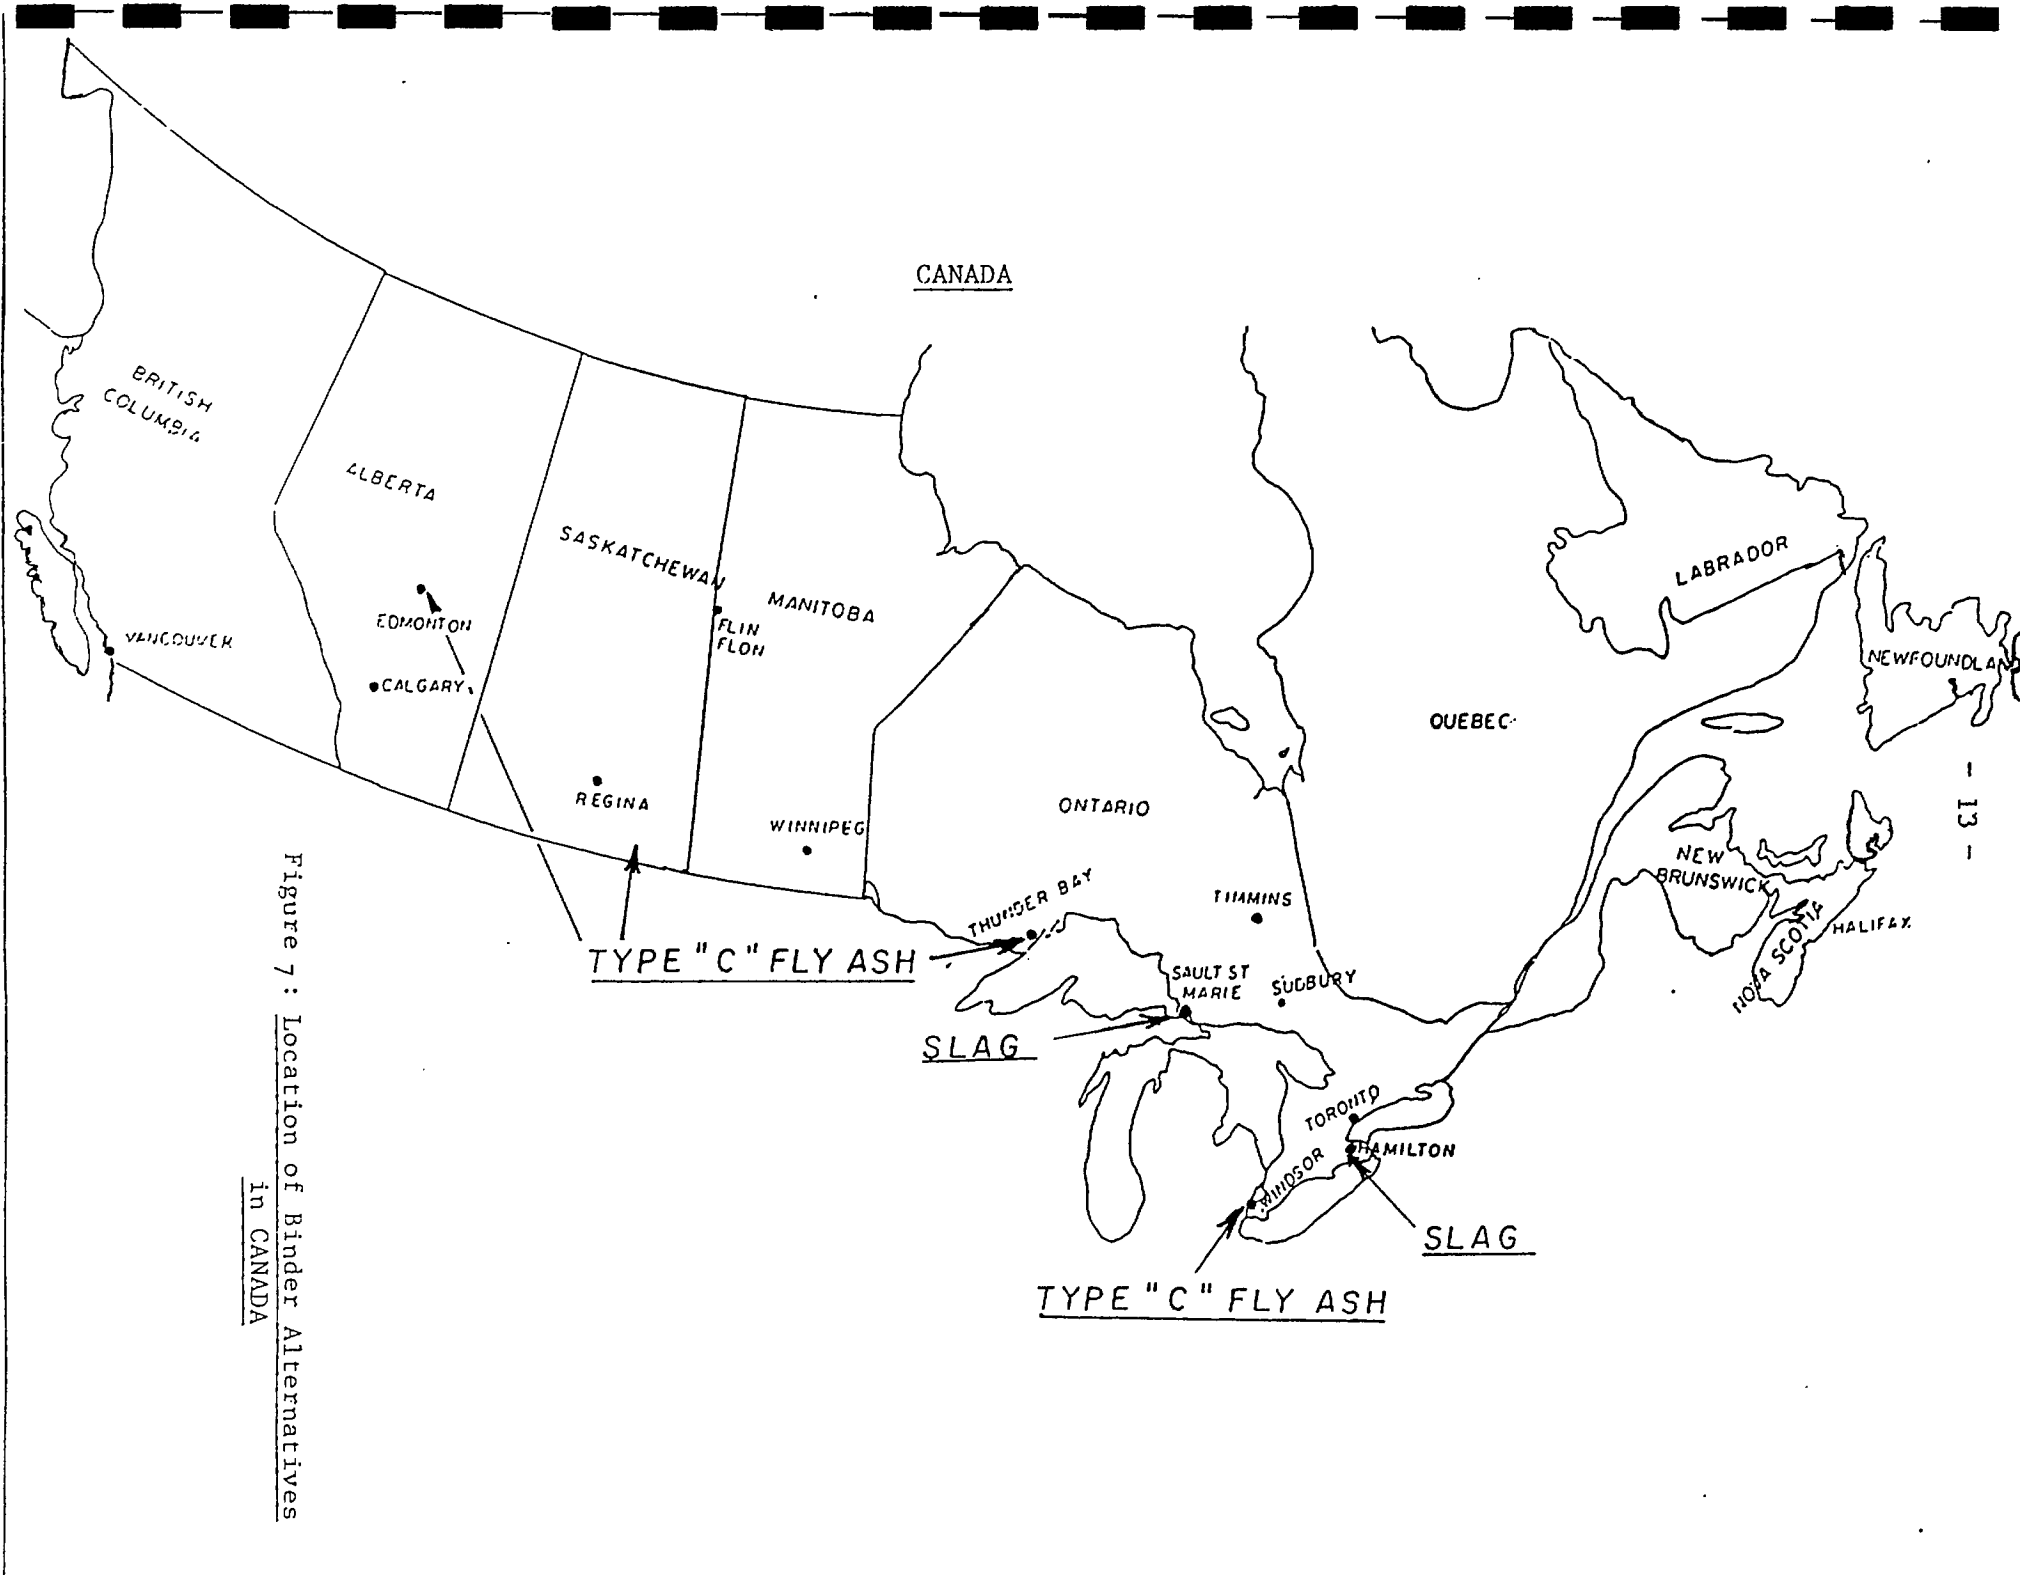 CANADA
BRITISH
COLUMBIA
ALBERTA
SASKATCHEWAN
MANITOBA
LABRADOR
EDMONTON
FLIN
FLON
VANCOUVER
CALGARY
NEWFOUNDLAN
QUEBEC
REGINA
WINNIPEG
ONTARIO
NEW
BRUNSWICK
THUNDER BAY
TIMMINS
NOVA SCOTIA
HALIFAX
TYPE "C" FLY ASH
SAULT ST
MARIE
SUDBURY
SLAG
TORONTO
HAMILTON
WINDSOR
SLAG
TYPE "C" FLY ASH
Figure 7: Location of Binder Alternatives
in CANADA
- 13 -